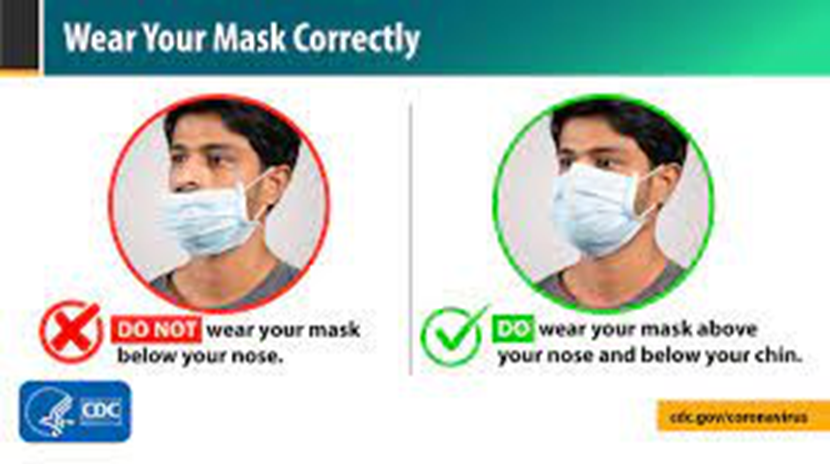 Wear Your Mask Correctly
DO NOT wear your mask
below your nose.
DO wear your mask above
your nose and below your chin.
CDC
cdc.gov/coronavirus